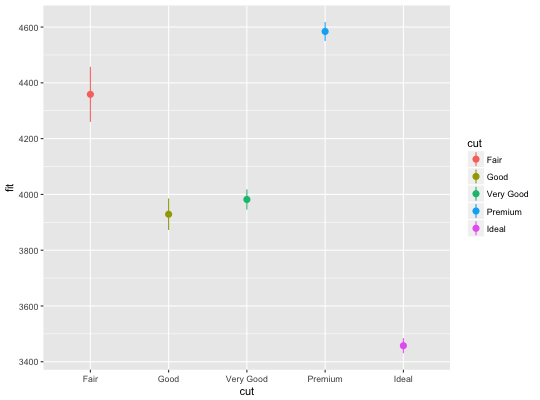 4600
4400
4200
4000
3800
3600
3400
fit
Fair
Good
Very Good
Premium
Ideal
cut
cut
Fair
Good
Very Good
Premium
Ideal